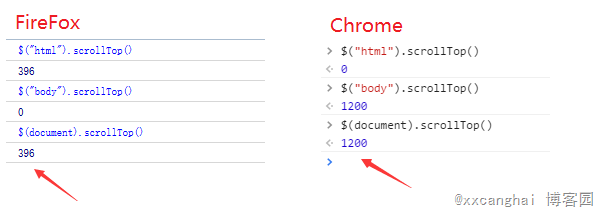 FireFox
$("html").scrollTop()
396
$("body").scrollTop()
0
$(document).scrollTop()
396
Chrome
> $("html").scrollTop()
<· 0
> $("body").scrollTop()
<· 1200
> $(document).scrollTop()
<· 1200
>
@xxcanghai 博客园